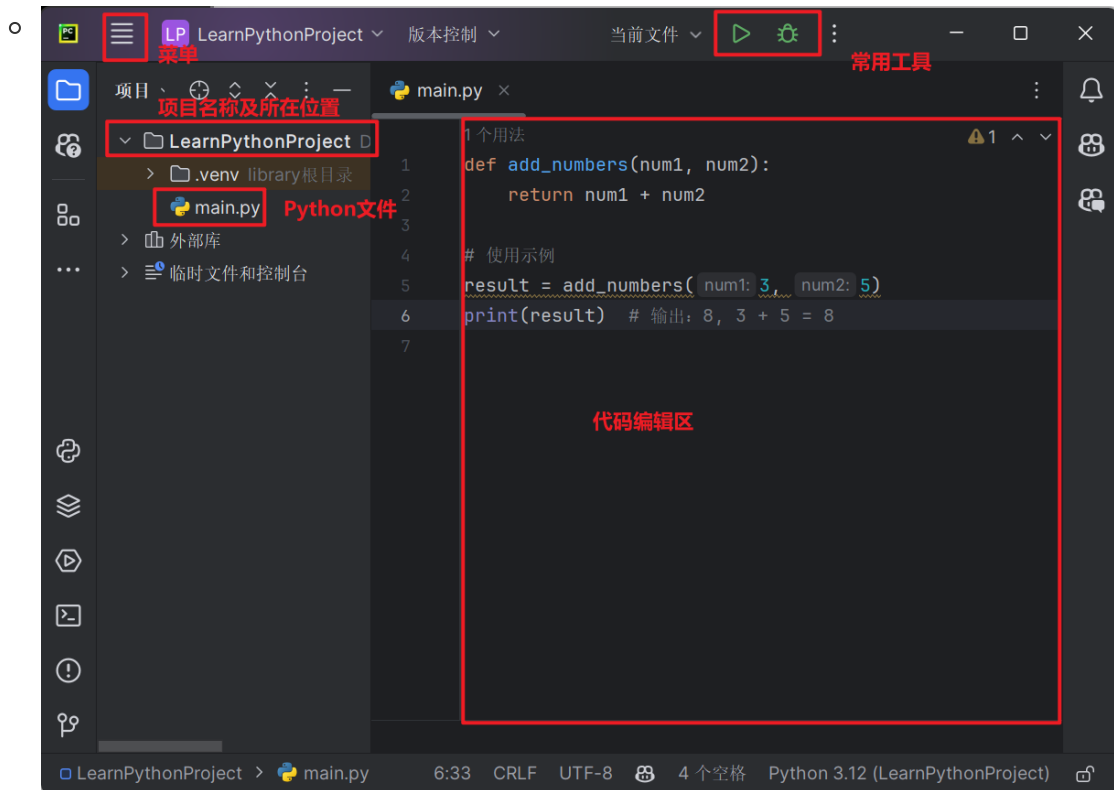 PC
LP LearnPythonProject 版本控制 当前文件
菜单
常用工具
项目 main.py
项目名称及所在位置
LearnPythonProject D
.venv library根目录
main.py Python文件
外部库
临时文件和控制台
1 个用法 1
1 def add_numbers(num1, num2):
2 return num1 + num2
3
4 # 使用示例
5 result = add_numbers( num1: 3, num2: 5)
6 print(result) # 输出: 8, 3 + 5 = 8
7
代码编辑区
LearnPythonProject > main.py 6:33 CRLF UTF-8 4 个空格 Python 3.12 (LearnPythonProject)